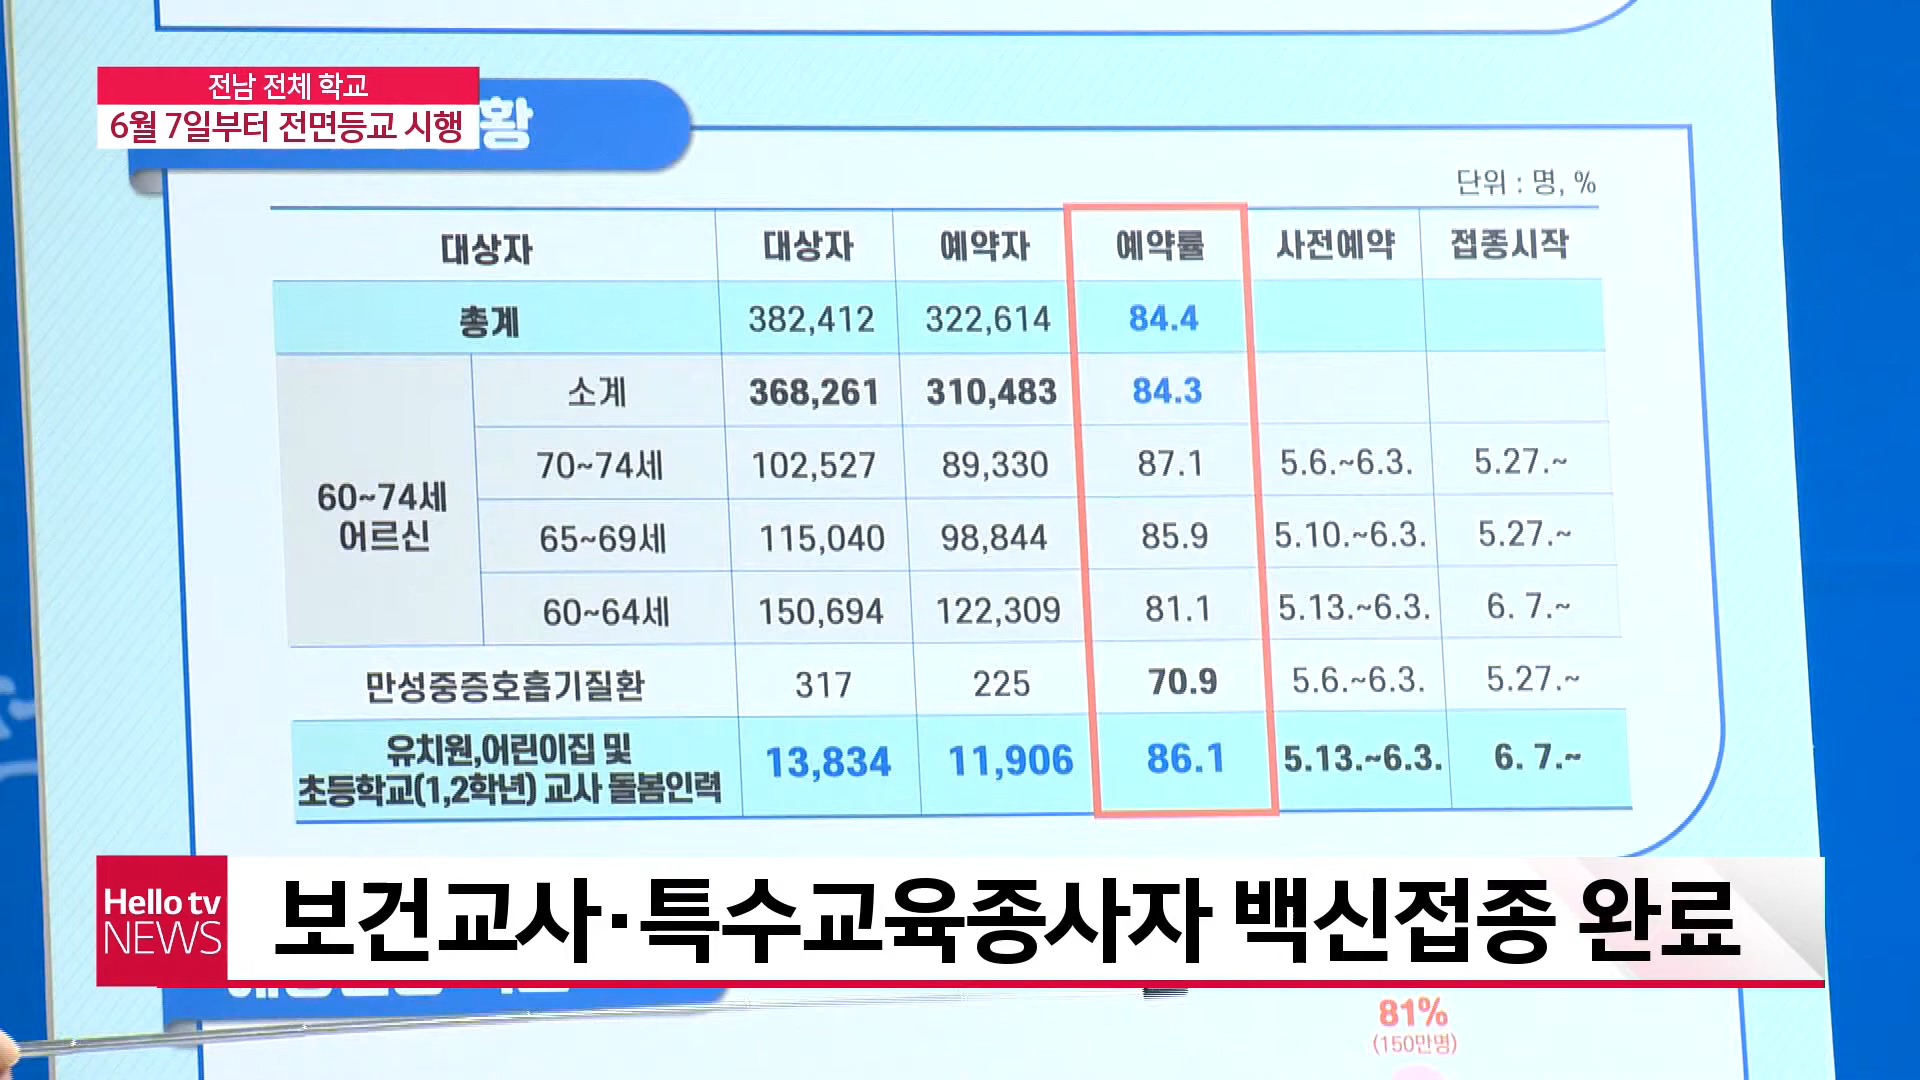 전남 전체 학교
6월 7일부터 전면등교 시행
황
단위 : 명, %
대상자 대상자 예약자 예약률 사전예약 접종시작
총계 382,412 322,614 84.4
소계 368,261 310,483 84.3
70~74세 102,527 89,330 87.1 5.6.~6.3. 5.27.~
60~74세
어르신
65~69세 115,040 98,844 85.9 5.10.~6.3. 5.27.~
60~64세 150,694 122,309 81.1 5.13.~6.3. 6. 7.~
만성중증호흡기질환 317 225 70.9 5.6.~6.3. 5.27.~
유치원,어린이집 및
초등학교(1,2학년) 교사 돌봄인력 13,834 11,906 86.1 5.13.~6.3. 6. 7.~
Hello tv
NEWS
보건교사·특수교육종사자 백신접종 완료
81%
(150만명)